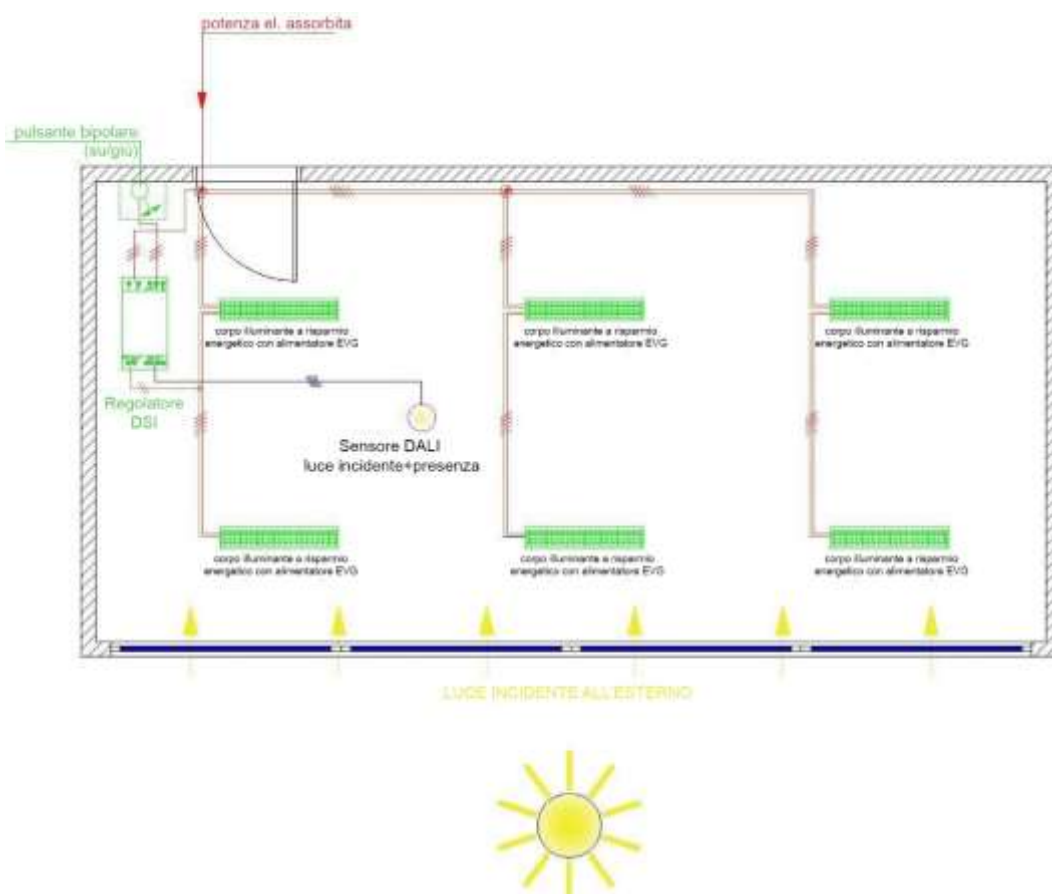 potenza el. assorbita
pulsante bipolare
(su/giù)
corpo illuminante a risparmio
energetico con alimentatore EVG
corpo illuminante a risparmio
energetico con alimentatore EVG
corpo illuminante a risparmio
energetico con alimentatore EVG
Regolatore
DSI
Sensore DALI
luce incidente+presenza
corpo illuminante a risparmio
energetico con alimentatore EVG
corpo illuminante a risparmio
energetico con alimentatore EVG
corpo illuminante a risparmio
energetico con alimentatore EVG
LUCE INCIDENTE ALL'ESTERNO